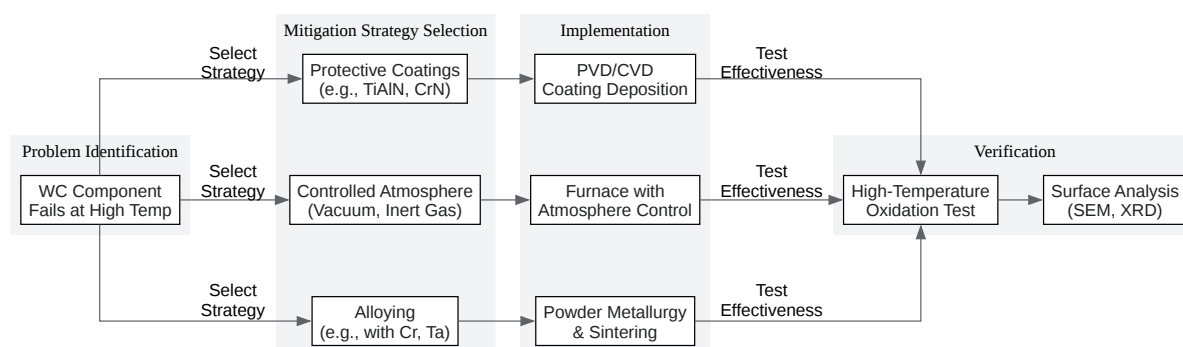 Mitigation Strategy Selection
Implementation
Select
Strategy
Protective Coatings
(e.g., TiAlN, CrN)
PVD/CVD
Coating Deposition
Test
Effectiveness
Problem Identification
WC Component
Fails at High Temp
Select
Strategy
Controlled Atmosphere
(Vacuum, Inert Gas)
Furnace with
Atmosphere Control
Test
Effectiveness
Verification
High-Temperature
Oxidation Test
Surface Analysis
(SEM, XRD)
Select
Strategy
Alloying
(e.g., with Cr, Ta)
Powder Metallurgy
& Sintering
Test
Effectiveness